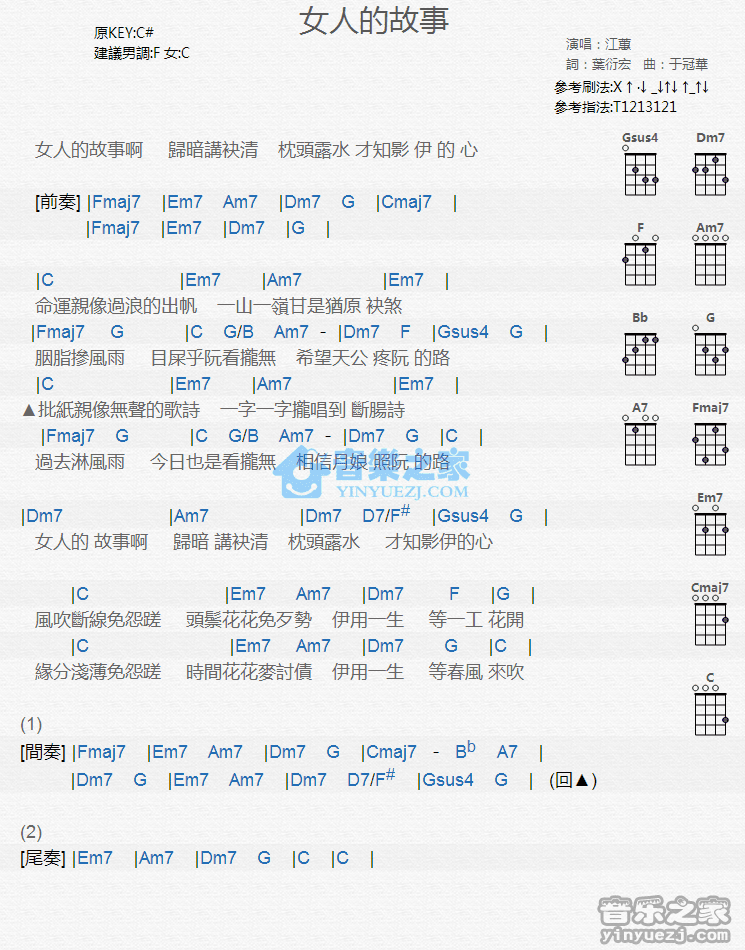 女人的故事
原KEY:C#
建議男調:F 女:C
演唱：江蕙
詞：葉衍宏 曲：于冠華
參考刷法:X↑·↓_↓↑↓↑_↑↓
參考指法:T1213121
女人的故事啊 歸暗講袂清 枕頭露水 才知影 伊 的 心
[前奏] |Fmaj7 |Em7 Am7 |Dm7 G |Cmaj7 |
|Fmaj7 |Em7 |Dm7 |G |
|C |Em7 |Am7 |Em7 |
命運親像過浪的出帆 一山一嶺甘是猶原 袂煞
|Fmaj7 G |C G/B Am7 - |Dm7 F |Gsus4 G |
胭脂摻風雨 目屎乎阮看攏無 希望天公 疼阮 的路
|C |Em7 |Am7 |Em7 |
▲批紙親像無聲的歌詩 一字一字攏唱到 斷腸詩
|Fmaj7 G |C G/B Am7 - |Dm7 G |C |
過去淋風雨 今日也是看攏無 相信月娘 照阮 的路
|Dm7 |Am7 |Dm7 D7/F# |Gsus4 G |
女人的 故事啊 歸暗 講袂清 枕頭露水 才知影伊的心
|C |Em7 Am7 |Dm7 F |G |
風吹斷線免怨蹉 頭鬃花花免歹勢 伊用一生 等一工 花開
|C |Em7 Am7 |Dm7 G |C |
緣分淺薄免怨蹉 時間花花麥討債 伊用一生 等春風 來吹
(1)
[間奏] |Fmaj7 |Em7 Am7 |Dm7 G |Cmaj7 - Bb A7 |
|Dm7 G |Em7 Am7 |Dm7 D7/F# |Gsus4 G | (回▲)
(2)
[尾奏] |Em7 |Am7 |Dm7 G |C |C |
Gsus4 Dm7
F Am7
Bb G
A7 Fmaj7
Em7
Cmaj7
C
音樂之家
YINYUEZJ.COM
音乐之家
yinyuezj.com